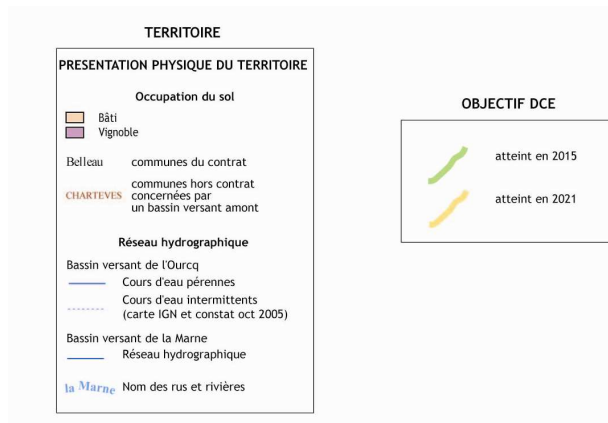 TERRITOIRE
PRESENTATION PHYSIQUE DU TERRITOIRE
Occupation du sol
Bâti
Vignoble
Belleau communes du contrat
CHARTEVES communes hors contrat
concernées par
un bassin versant amont
Réseau hydrographique
Bassin versant de l'Ourcq
Cours d'eau pérennes
Cours d'eau intermittents
(carte IGN et constat oct 2005)
Bassin versant de la Marne
Réseau hydrographique
la Marne Nom des rus et rivières
OBJECTIF DCE
atteint en 2015
atteint en 2021